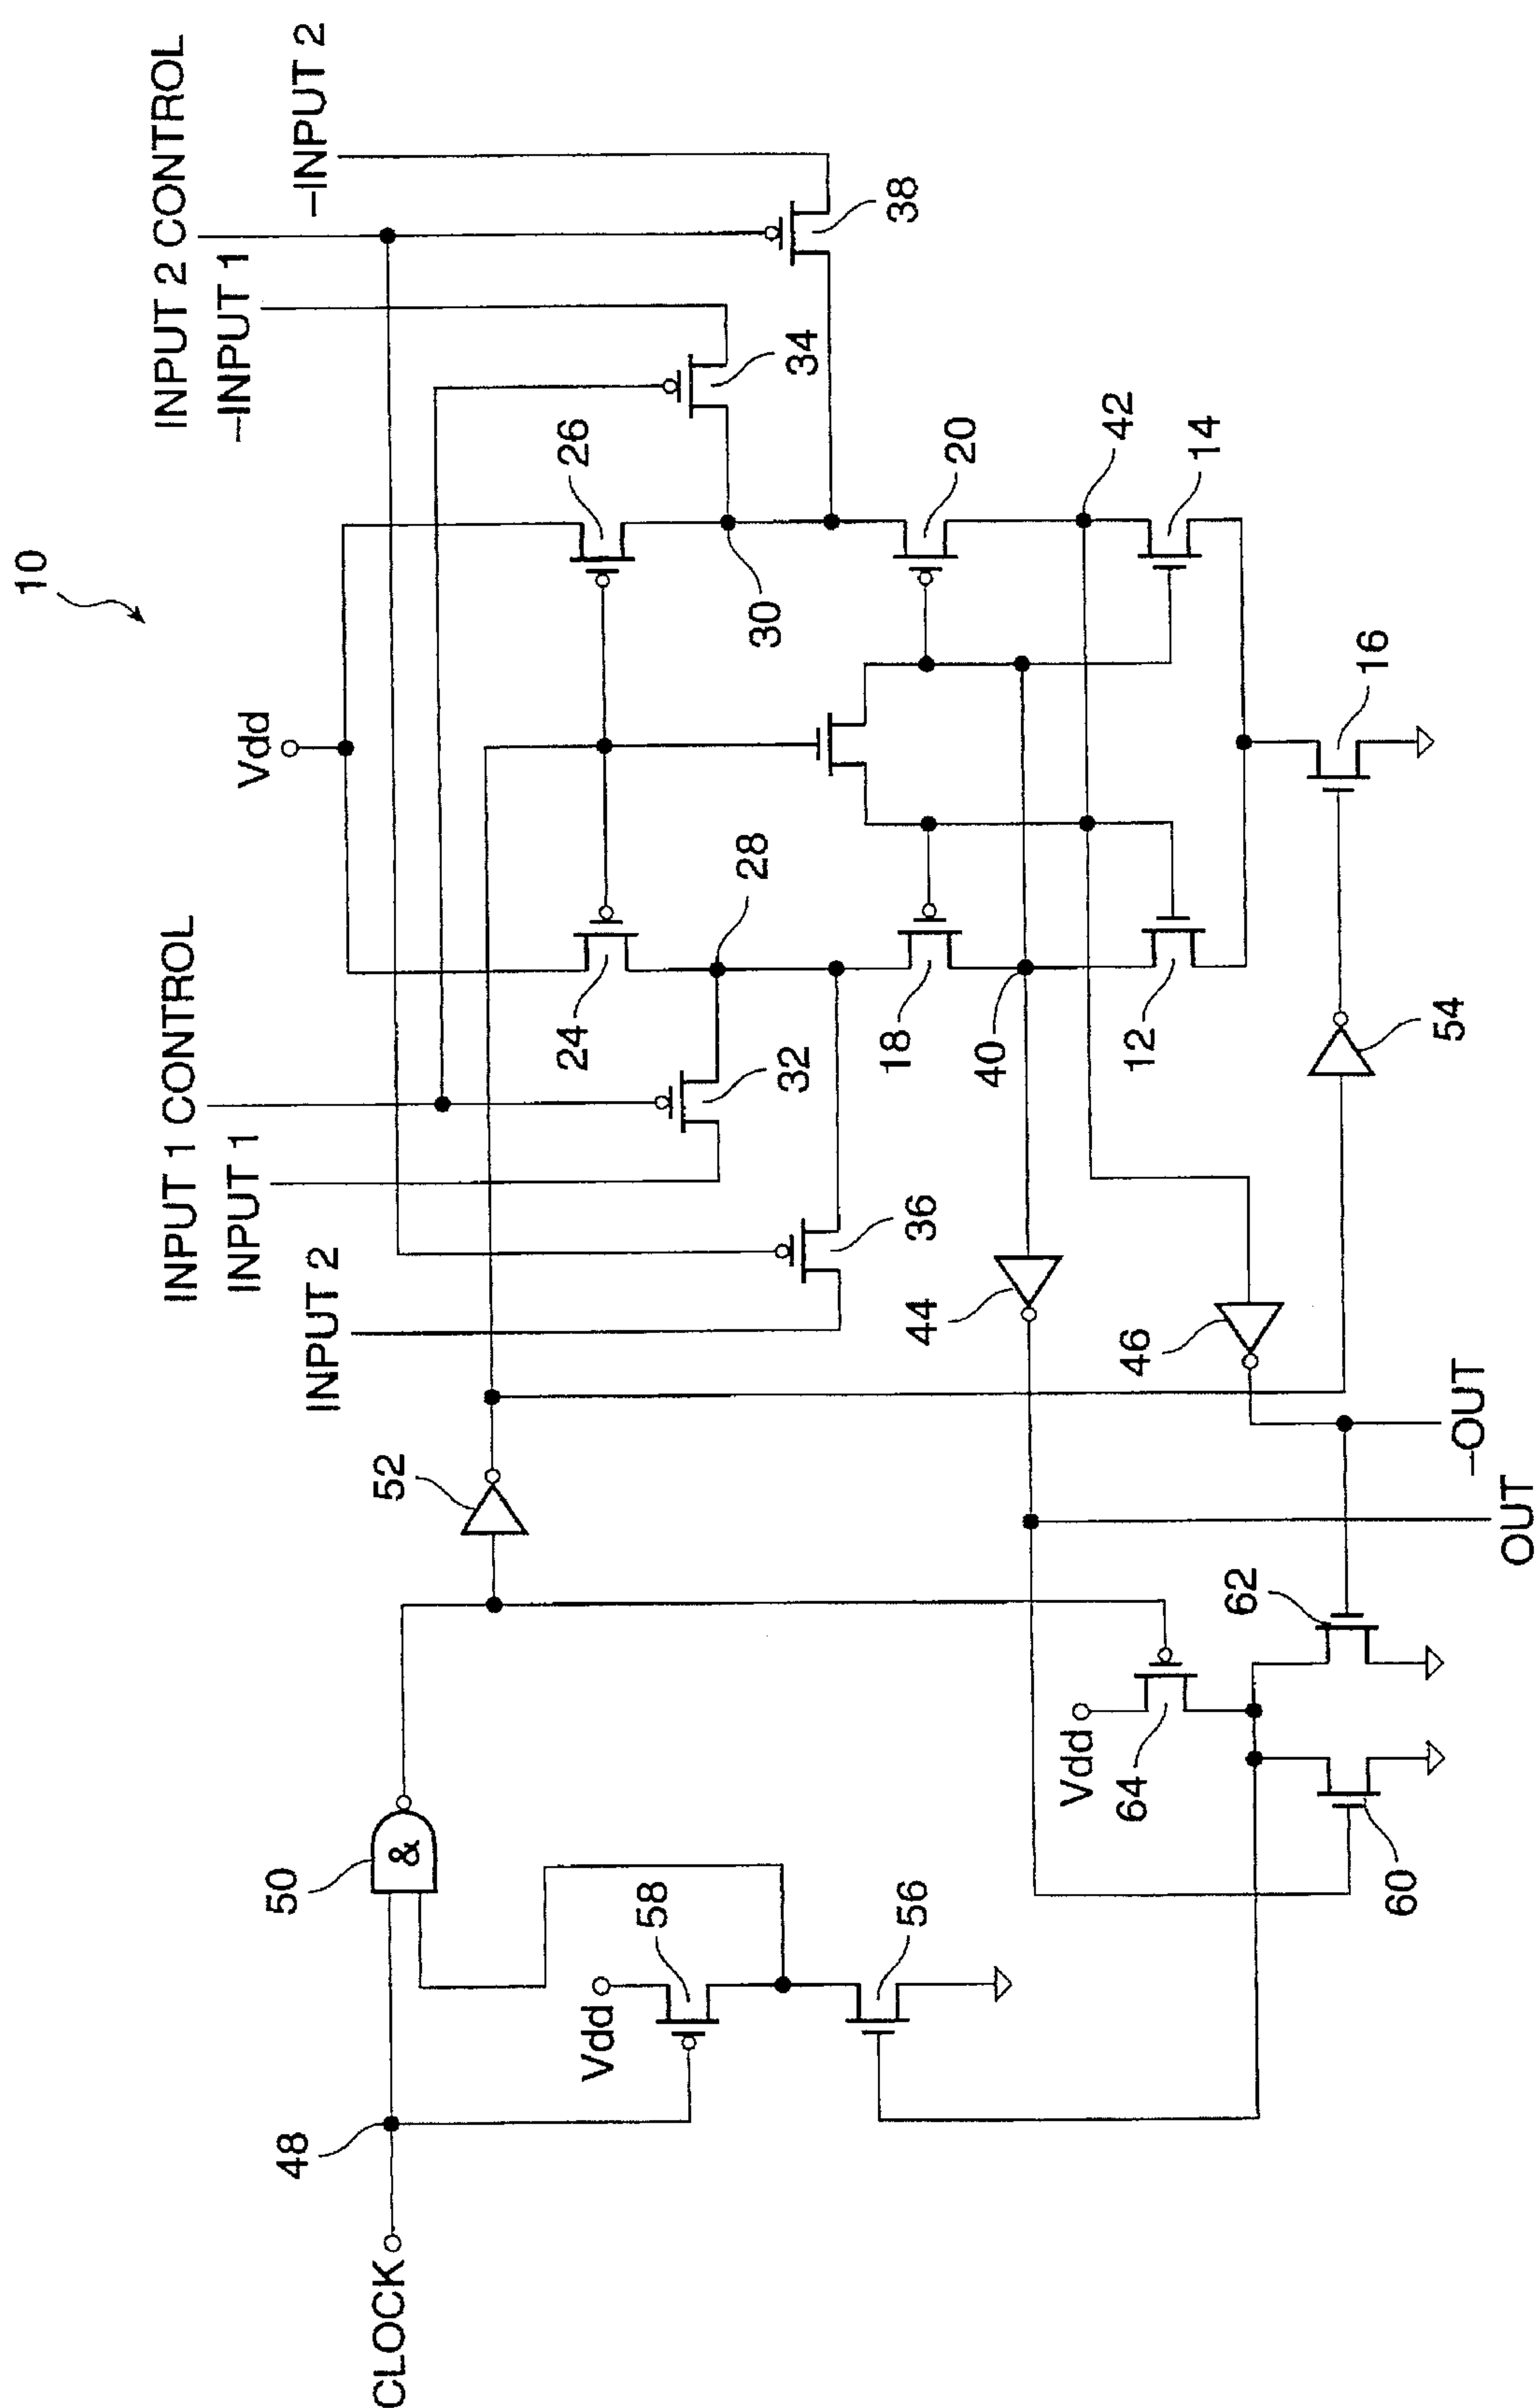 10
INPUT 2 CONTROL
–INPUT 2
–INPUT 1
INPUT 1 CONTROL
INPUT 1
INPUT 2
Vdd
38
34
26
30
20
42
14
16
24
28
32
18
40
12
36
54
44
46
52
–OUT
OUT
50
&
48
CLOCK
Vdd
58
56
Vdd
64
62
60